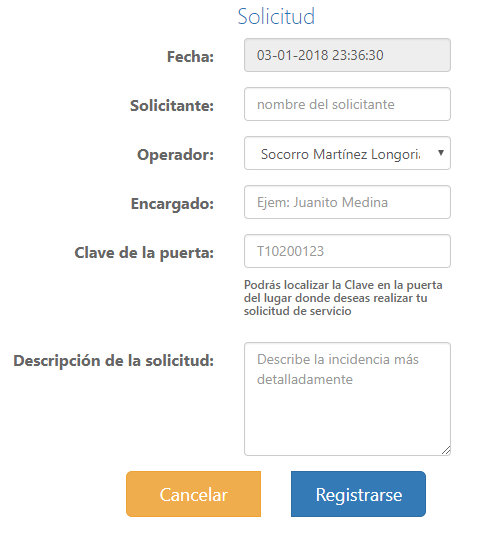 Solicitud
Fecha: 03-01-2018 23:36:30
Solicitante: nombre del solicitante
Operador: Socorro Martínez Longori
Encargado: Ejem: Juanito Medina
Clave de la puerta: T10200123
Podrás localizar la Clave en la puerta
del lugar donde deseas realizar tu
solicitud de servicio
Descripción de la solicitud: Describe la incidencia más
detalladamente
Cancelar Registrarse